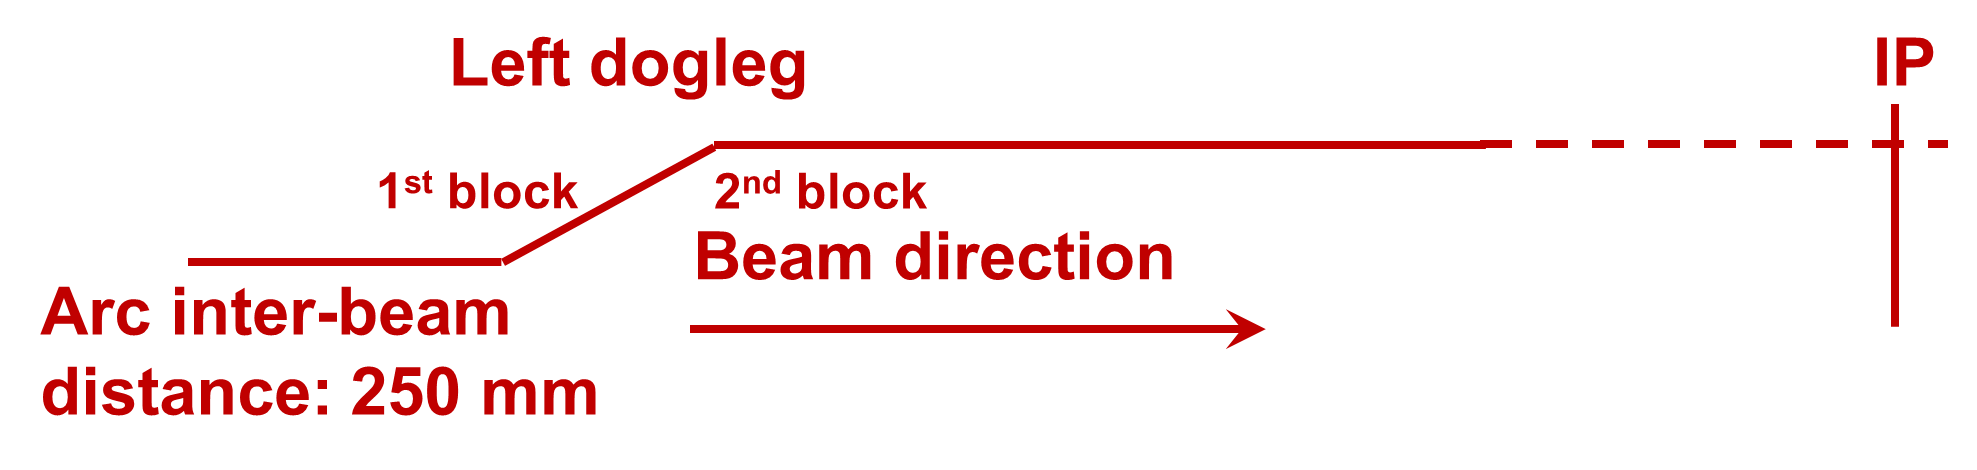 Left dogleg
IP
1st block
2nd block
Beam direction
Arc inter-beam
distance: 250 mm